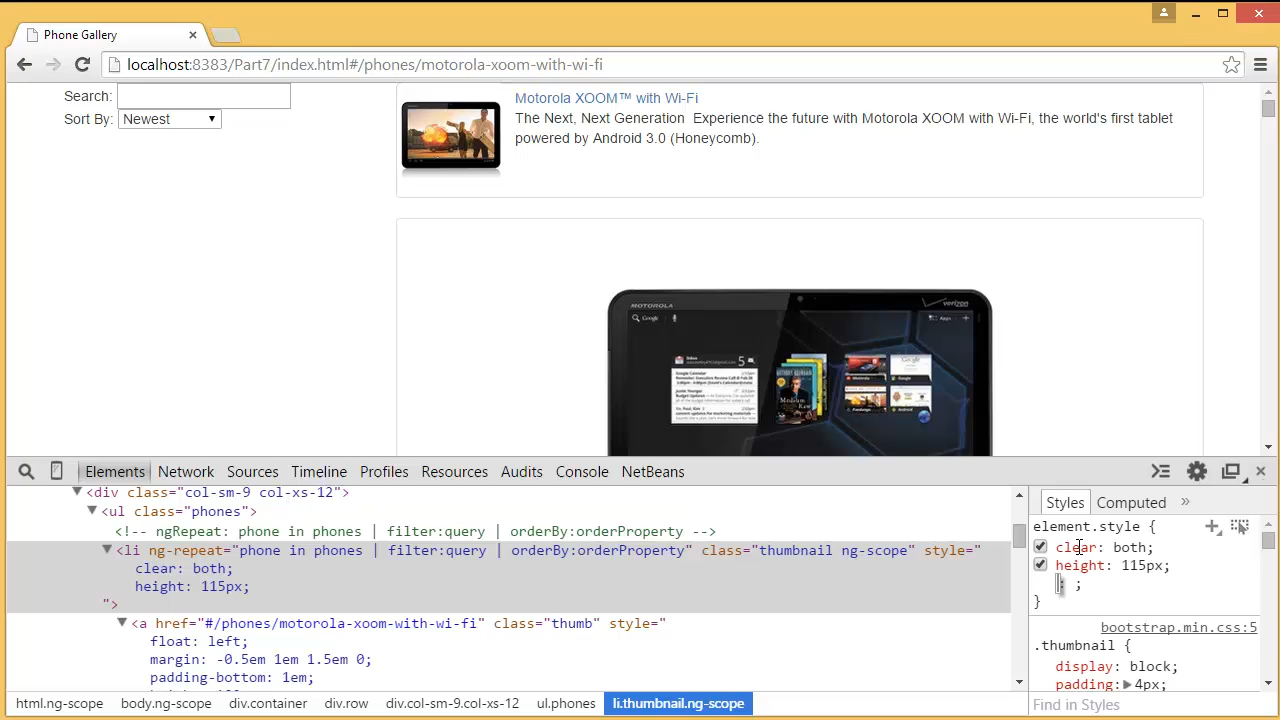 Phone Gallery
localhost:8383/Part7/index.html#/phones/motorola-xoom-with-wi-fi
Search:
Sort By: Newest
Motorola XOOM™ with Wi-Fi
The Next, Next Generation Experience the future with Motorola XOOM with Wi-Fi, the world's first tablet
powered by Android 3.0 (Honeycomb).
MOTOROLA
verizon
Google
Apps
5
Elements Network Sources Timeline Profiles Resources Audits Console NetBeans
<div class="col-sm-9 col-xs-12">
<ul class="phones">
<!-- ngRepeat: phone in phones | filter:query | orderBy:orderProperty -->
<li ng-repeat="phone in phones | filter:query | orderBy:orderProperty" class="thumbnail ng-scope" style="
clear: both;
height: 115px;
">
<a href="#/phones/motorola-xoom-with-wi-fi" class="thumb" style="
float: left;
margin: -0.5em 1em 1.5em 0;
padding-bottom: 1em;
html.ng-scope body.ng-scope div.container div.row div.col-sm-9.col-xs-12 ul.phones li.thumbnail.ng-scope
Styles Computed »
element.style {
clear: both;
height: 115px;
: ;
}
bootstrap.min.css:5
.thumbnail {
display: block;
padding: 4px;
Find in Styles